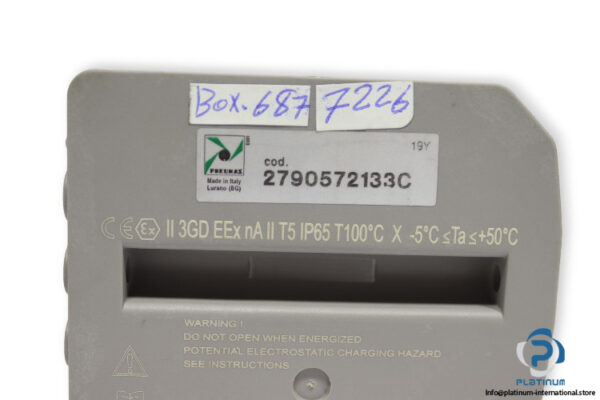 Box.687 7226
PNEUMAX
Made in Italy
Lurano (BG)
cod.
19Y
2790572133C
CE Ex II 3GD EEx nA II T5 IP65 T100°C X -5°C ≤Ta ≤+50°C
WARNING !
DO NOT OPEN WHEN ENERGIZED
POTENTIAL ELECTROSTATIC CHARGING HAZARD
SEE INSTRUCTIONS
PLATINUM
Info@platinum-international.store